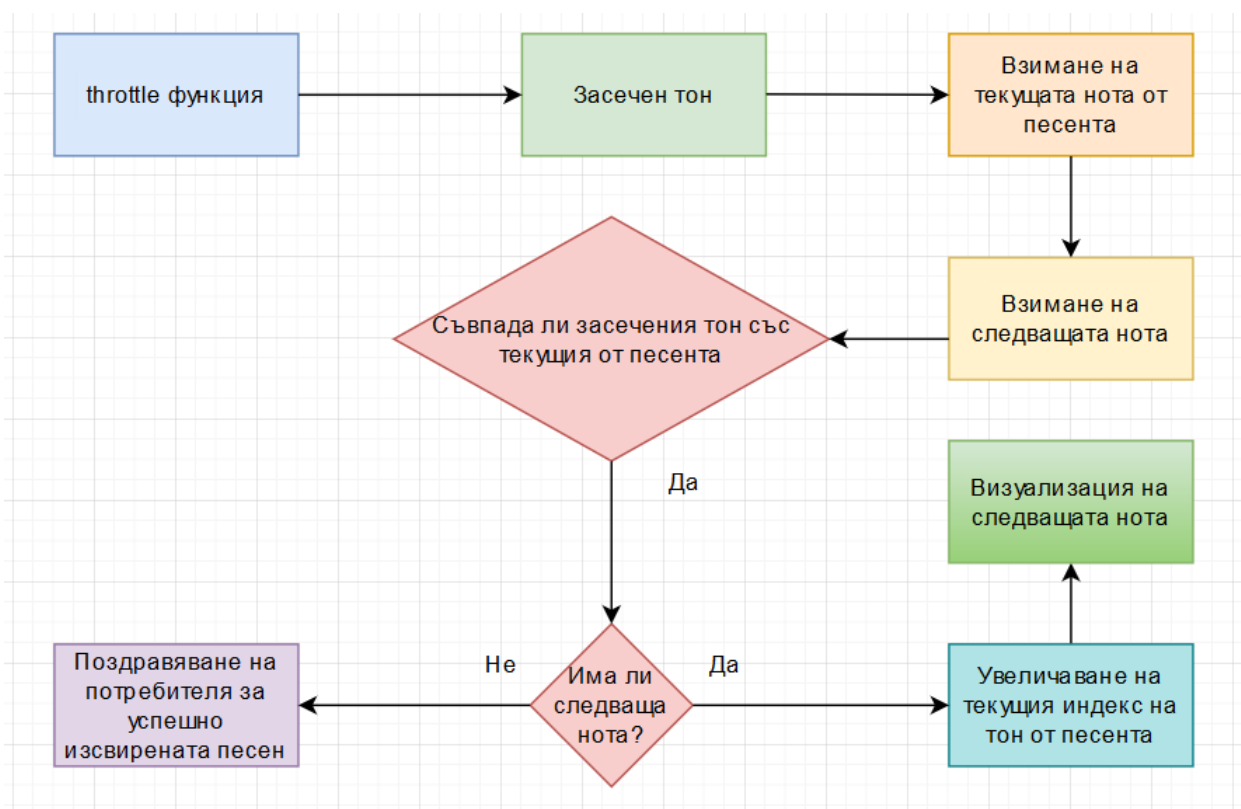 throttle функция
Засечен тон
Взимане на
текущата нота от
песента
Взимане на
следващата нота
Съвпада ли засечения тон със
текущия от песента
Да
Визуализация на
следващата нота
Поздравяване на
потребителя за
успешно
изсвирената песен
Не
Има ли
следваща
нота?
Да
Увеличаване на
текущия индекс на
тон от песента